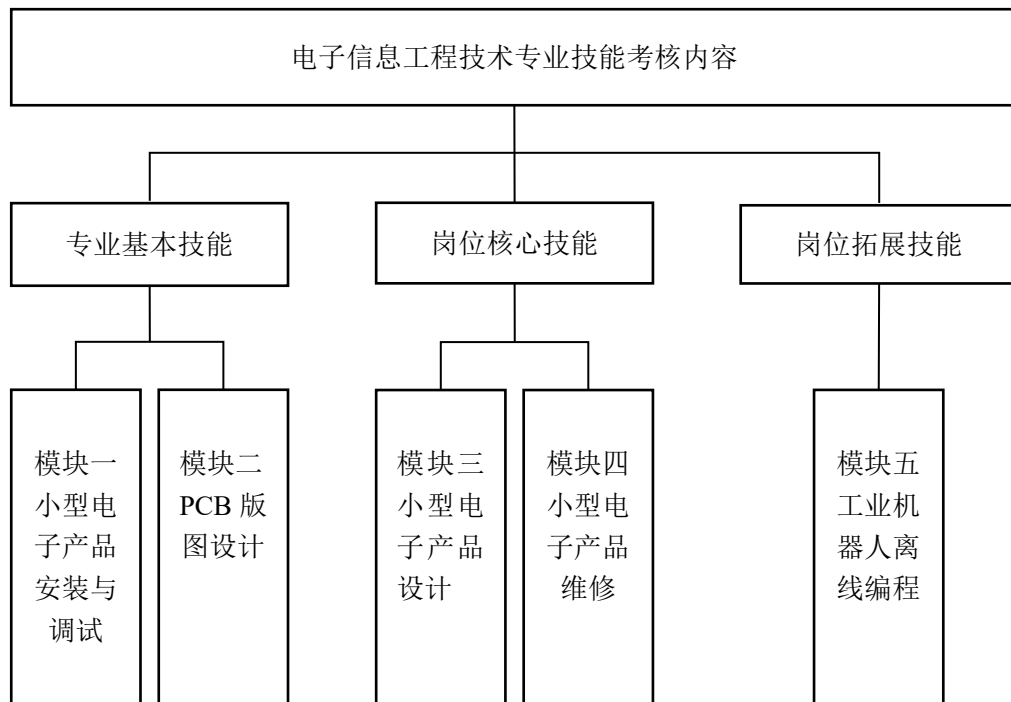 电子信息工程技术专业技能考核内容
专业基本技能
岗位核心技能
岗位拓展技能
模块一
小型电
子产品
安装与
调试
模块二
PCB 版
图设计
模块三
小型电
子产品
设计
模块四
小型电
子产品
维修
模块五
工业机
器人离
线编程